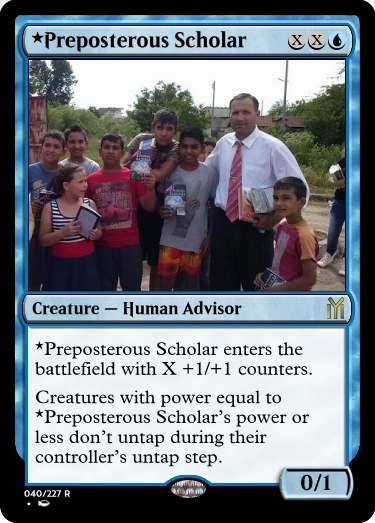 *Preposterous Scholar XXU
Creature — Human Advisor
*Preposterous Scholar enters the
battlefield with X +1/+1 counters.
Creatures with power equal to
*Preposterous Scholar's power or
less don't untap during their
controller's untap step.
0/1
040/227 R